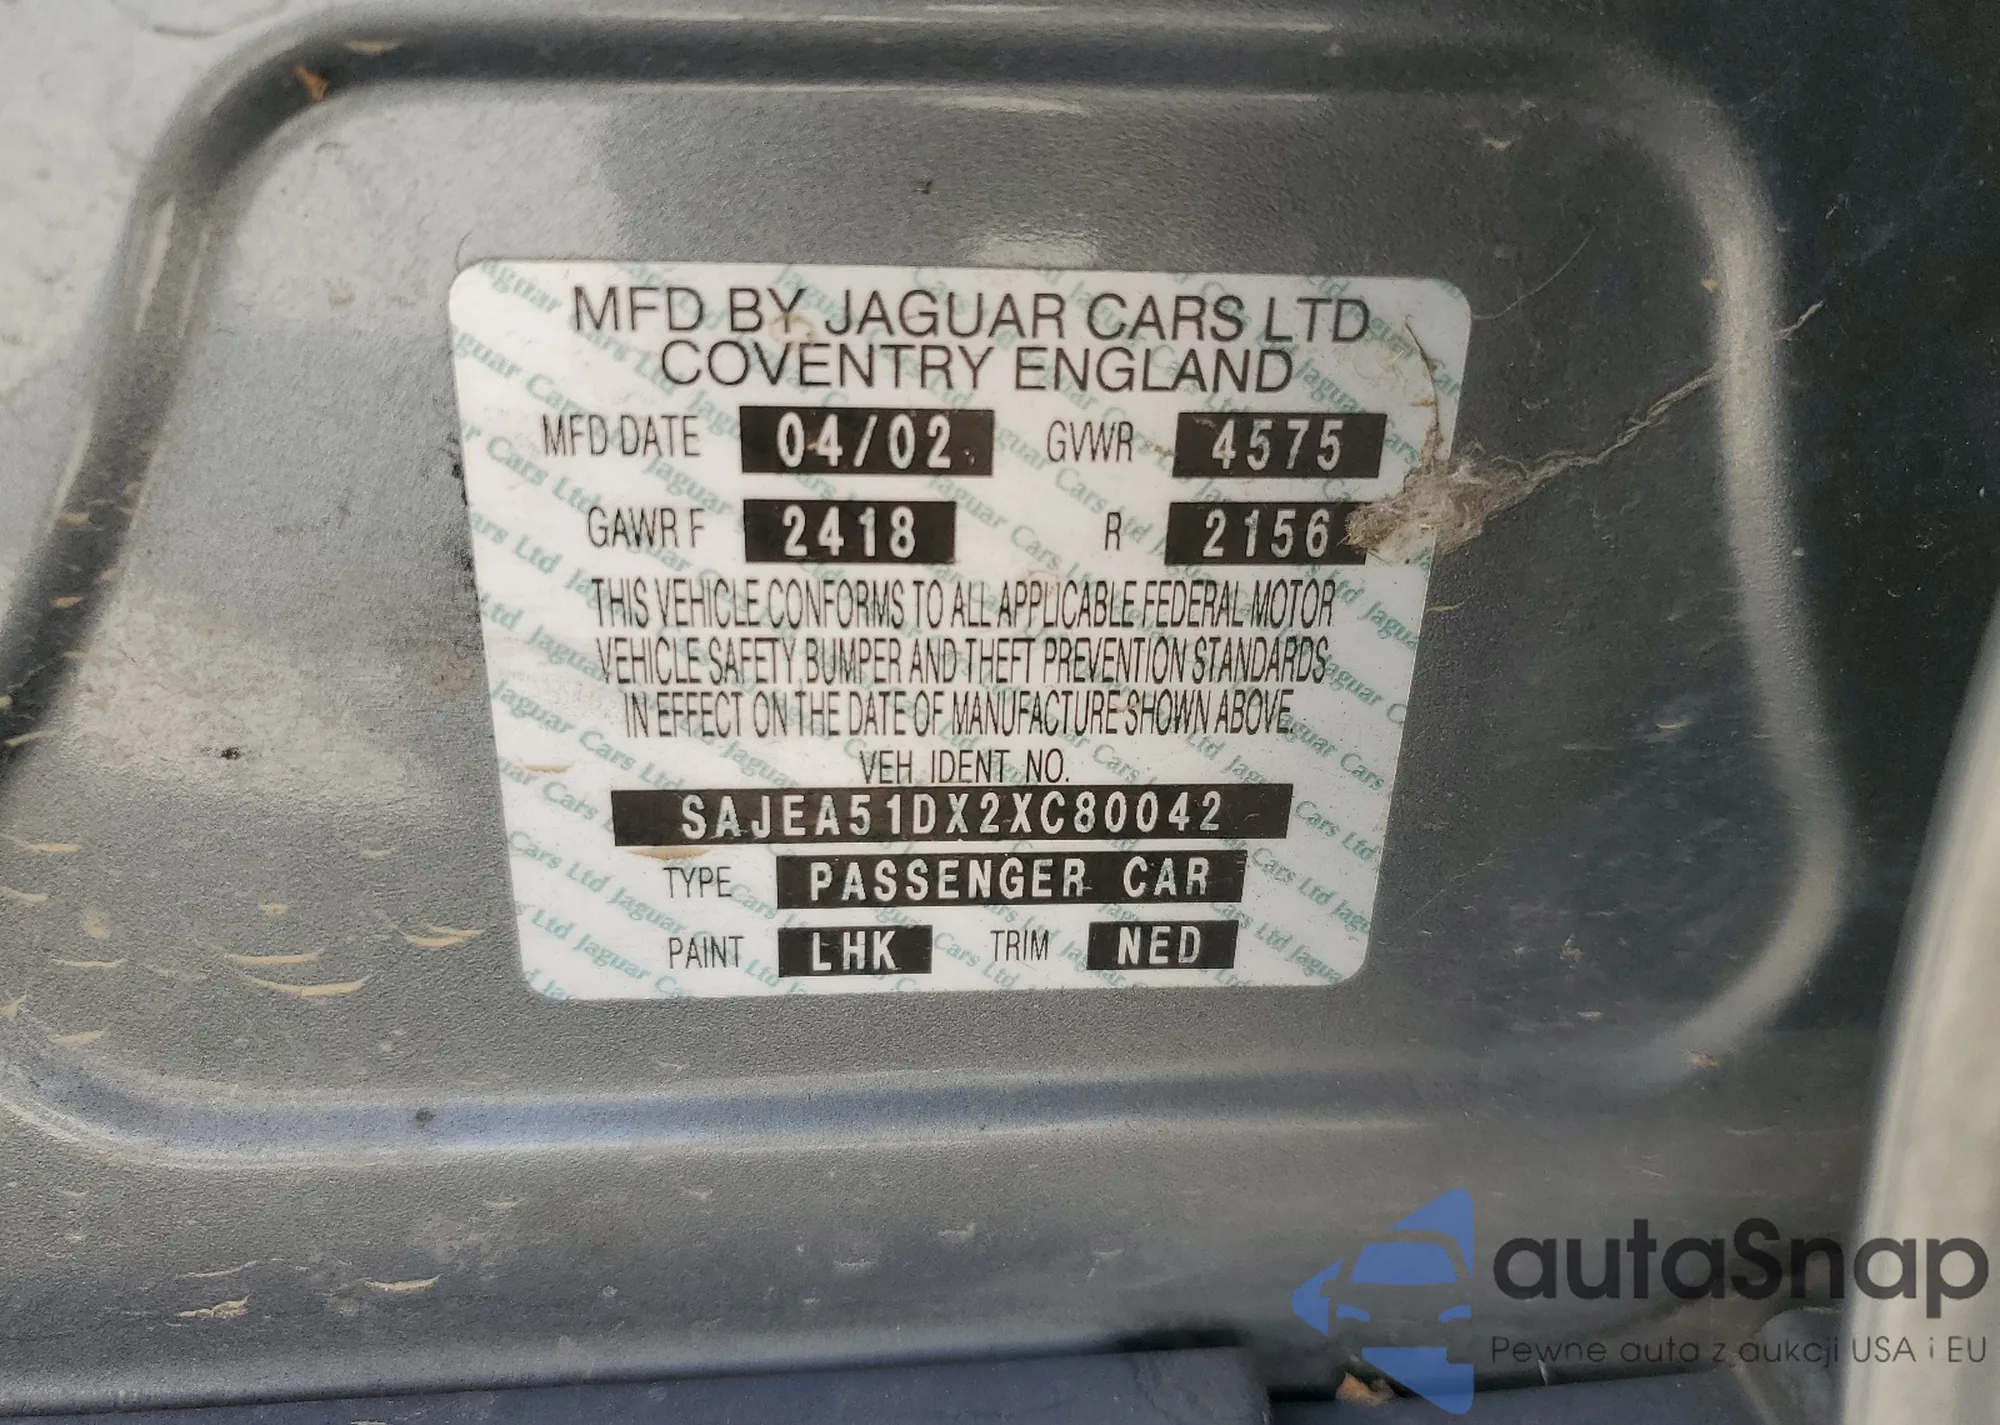 MFD BY JAGUAR CARS LTD
COVENTRY ENGLAND
MFD DATE 04/02 GVWR 4575
GAWR F 2418 R 2156
THIS VEHICLE CONFORMS TO ALL APPLICABLE FEDERAL MOTOR
VEHICLE SAFETY, BUMPER AND THEFT PREVENTION STANDARDS
IN EFFECT ON THE DATE OF MANUFACTURE SHOWN ABOVE.
VEH IDENT NO.
SAJEA51DX2XC80042
TYPE PASSENGER CAR
PAINT LHK TRIM NED
autaSnap
Pewne auta z aukcji USA i EU